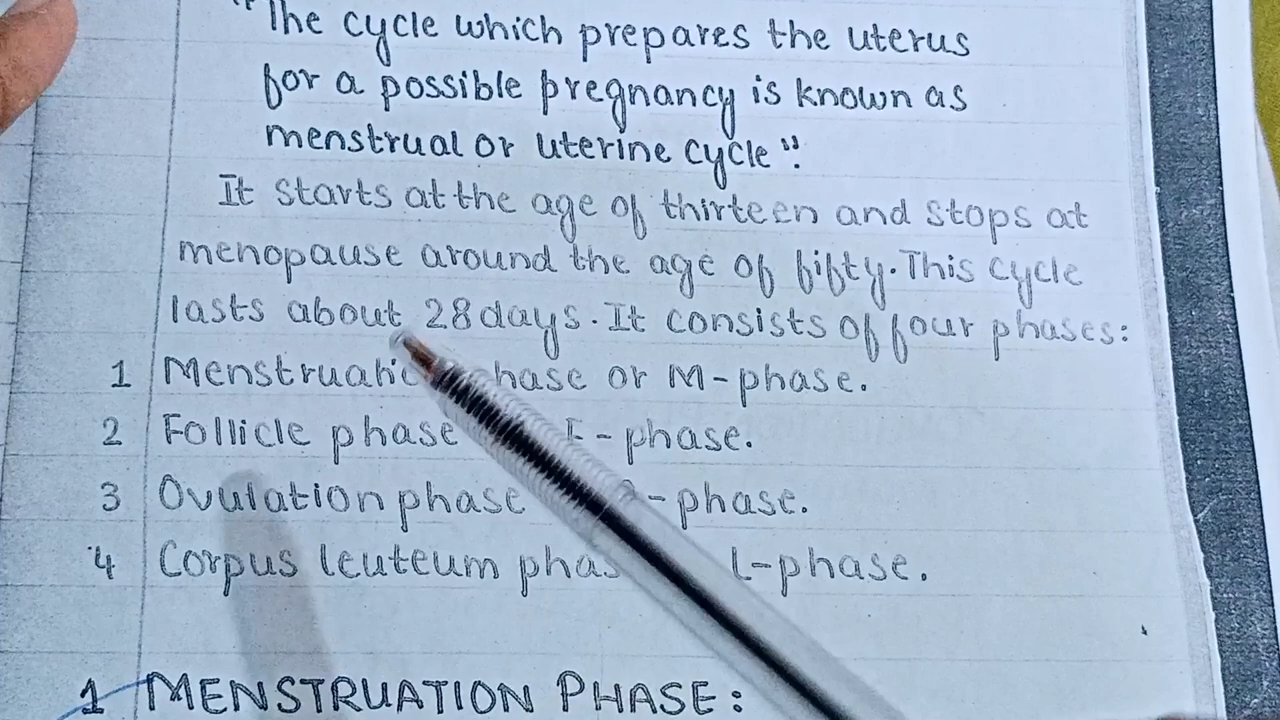 "The cycle which prepares the uterus
for a possible pregnancy is known as
menstrual or uterine cycle".
It starts at the age of thirteen and stops at
menopause around the age of fifty. This cycle
lasts about 28 days. It consists of four phases:
1 Menstruatio hase or M-phase.
2 Follicle phase F-phase.
3 Ovulation phase -phase.
4 Corpus leuteum phas L-phase.
1 MENSTRUATION PHASE: